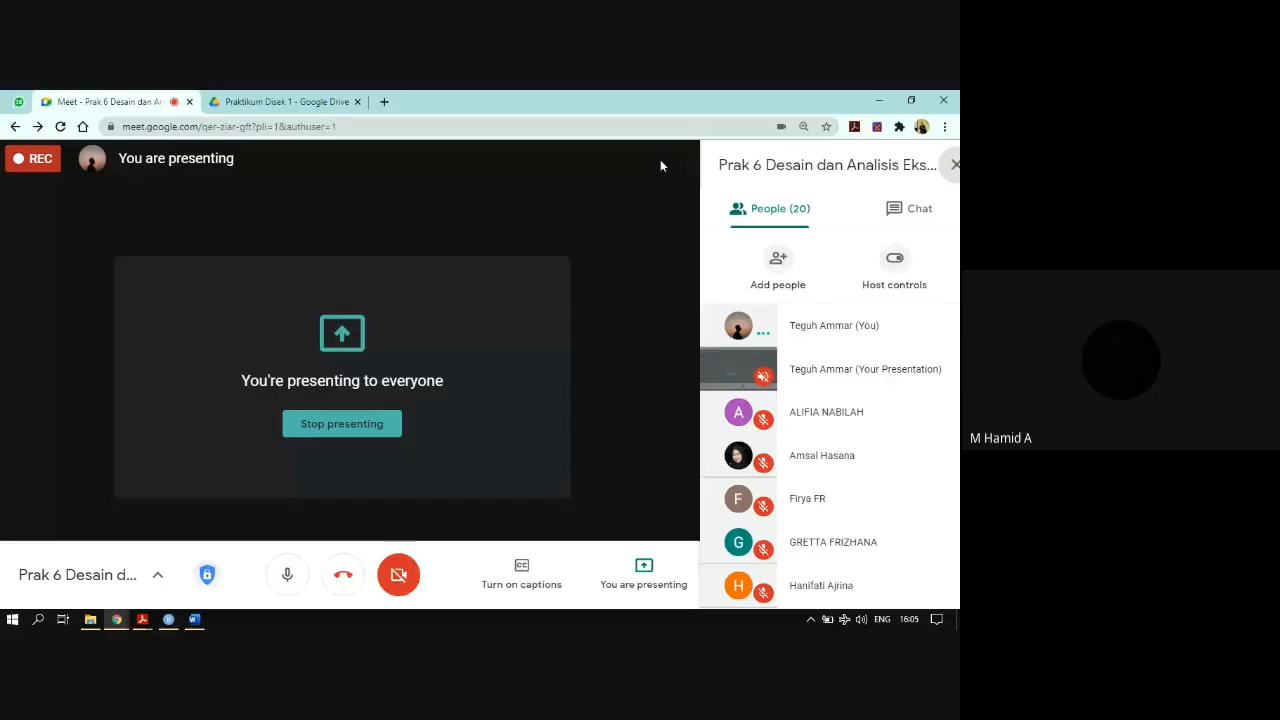 Meet - Prak 6 Desain dan An
Praktikum Disek 1 - Google Drive
meet.google.com/qer-ziar-gft?pli=1&authuser=1
REC
You are presenting
Prak 6 Desain dan Analisis Eks...
People (20)
Chat
Add people
Host controls
You're presenting to everyone
Stop presenting
Teguh Ammar (You)
Teguh Ammar (Your Presentation)
A
ALIFIA NABILAH
Amsal Hasana
F
Firya FR
G
GRETTA FRIZHANA
H
Hanifati Ajrina
M Hamid A
Prak 6 Desain d...
CC
Turn on captions
You are presenting
ENG
16:05